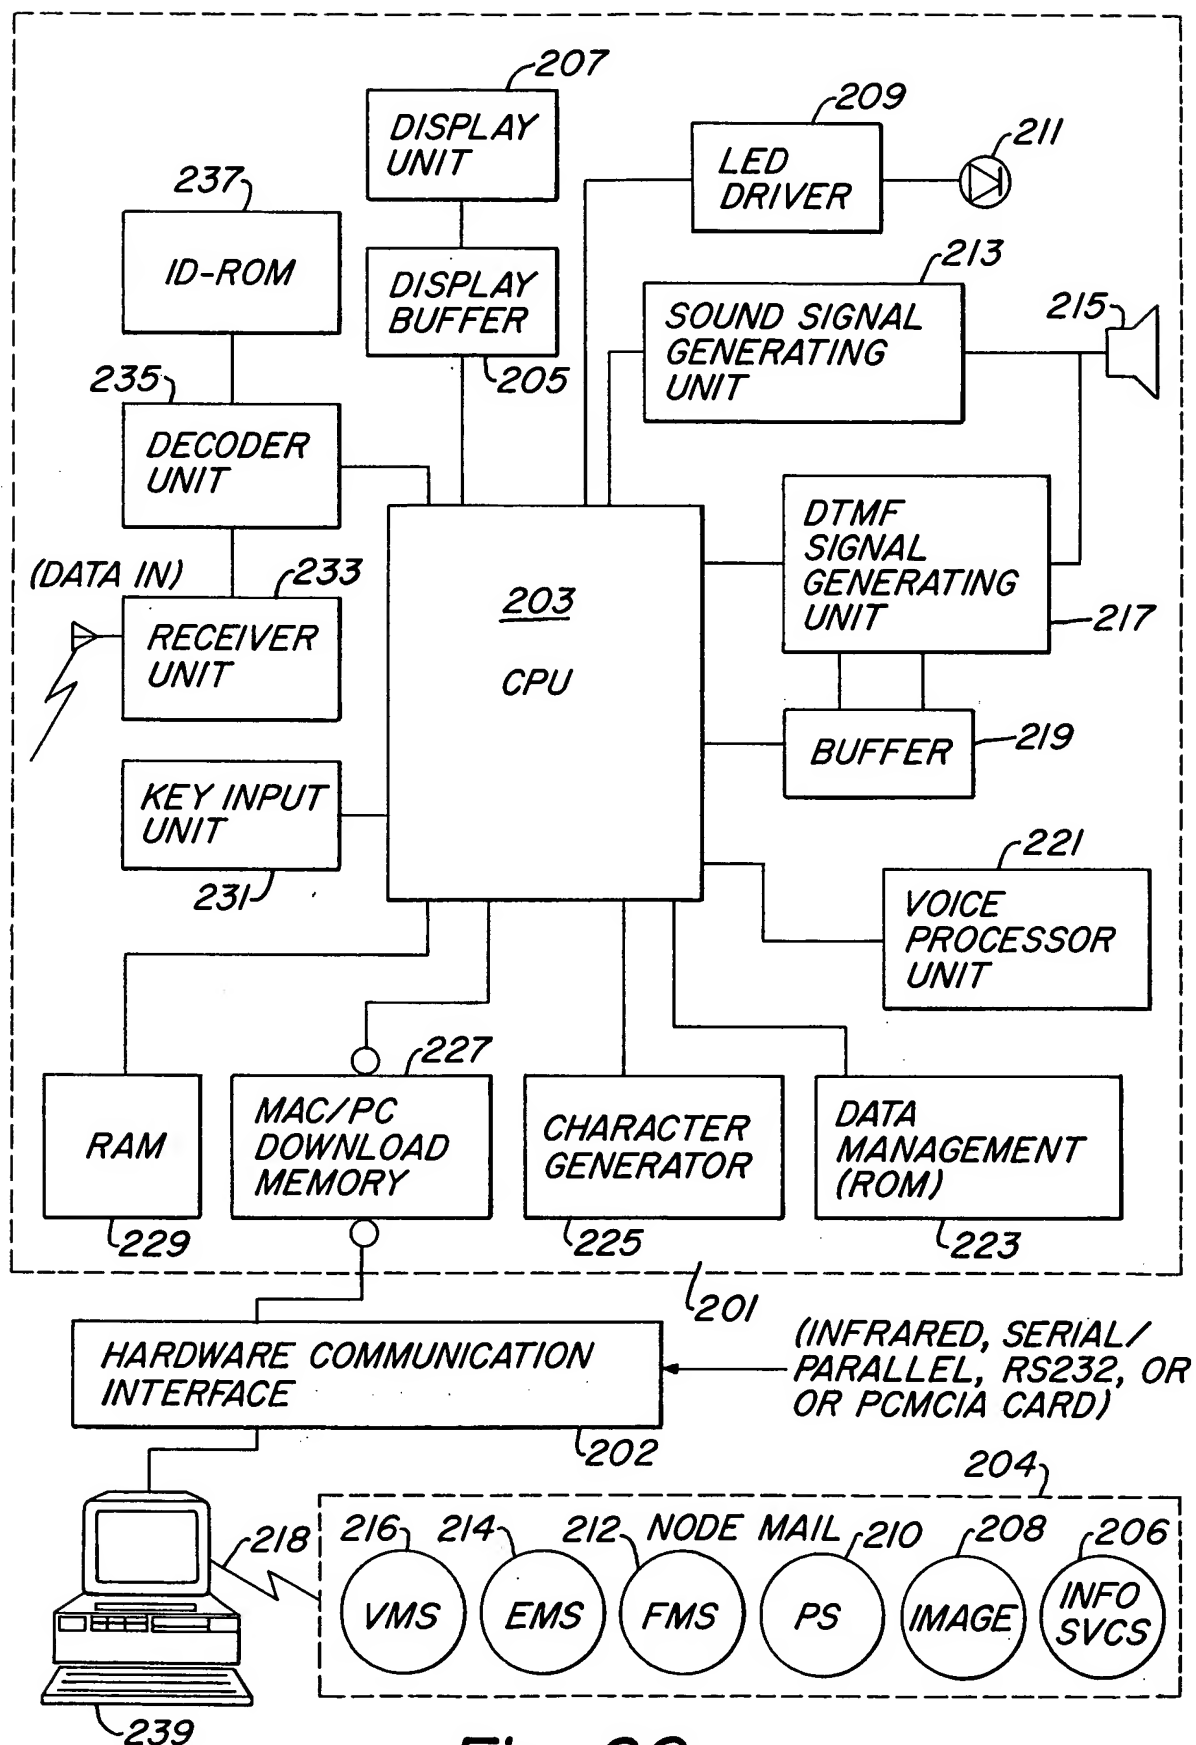 207
DISPLAY
UNIT
209
LED
DRIVER
211
237
ID-ROM
DISPLAY
BUFFER
205
213
SOUND SIGNAL
GENERATING
UNIT
215
235
DECODER
UNIT
(DATA IN)
233
RECEIVER
UNIT
203
CPU
DTMF
SIGNAL
GENERATING
UNIT
217
BUFFER
219
KEY INPUT
UNIT
231
221
VOICE
PROCESSOR
UNIT
RAM
229
227
MAC/PC
DOWNLOAD
MEMORY
CHARACTER
GENERATOR
225
DATA
MANAGEMENT
(ROM)
223
201
HARDWARE COMMUNICATION
INTERFACE
202
(INFRARED, SERIAL/
PARALLEL, RS232, OR
OR PCMCIA CARD)
204
218
NODE MAIL
216
VMS
214
EMS
212
FMS
210
PS
208
IMAGE
206
INFO
SVCS
239